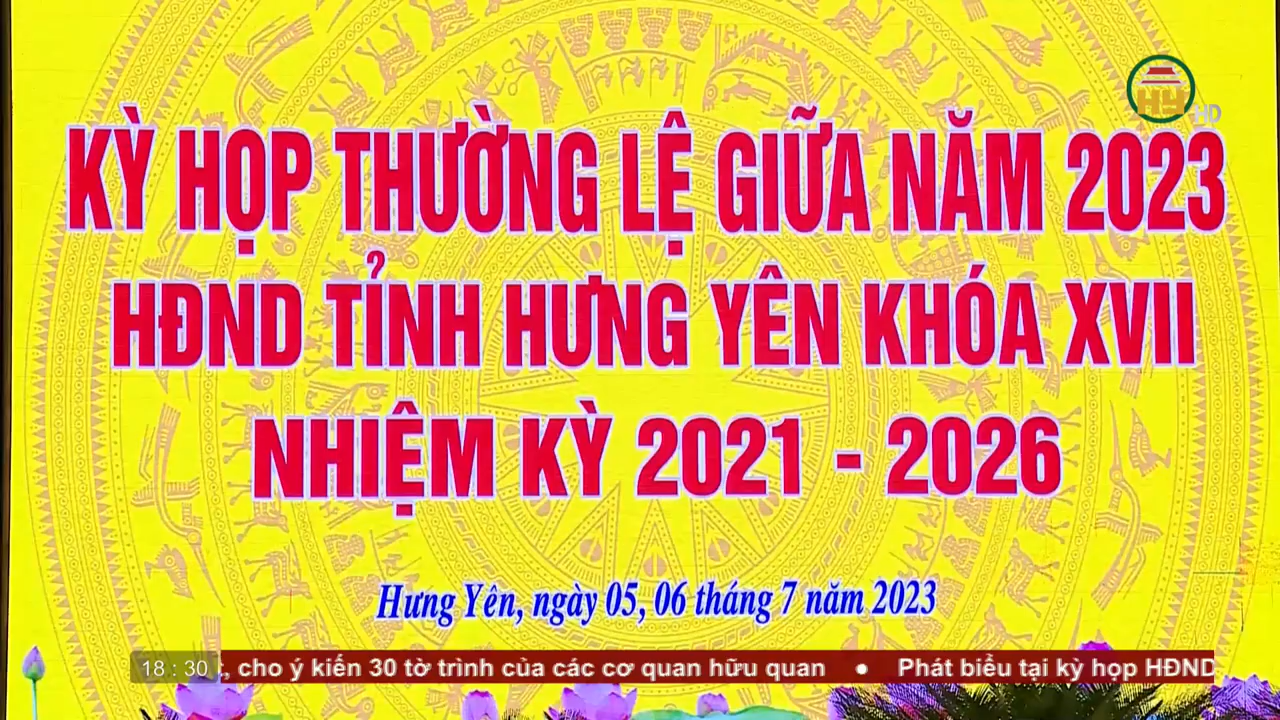 HY
HD
KỲ HỌP THƯỜNG LỆ GIỮA NĂM 2023
HĐND TỈNH HƯNG YÊN KHÓA XVII
NHIỆM KỲ 2021 - 2026
Hưng Yên, ngày 05, 06 tháng 7 năm 2023
18 : 30 , cho ý kiến 30 tờ trình của các cơ quan hữu quan • Phát biểu tại kỳ họp HĐND